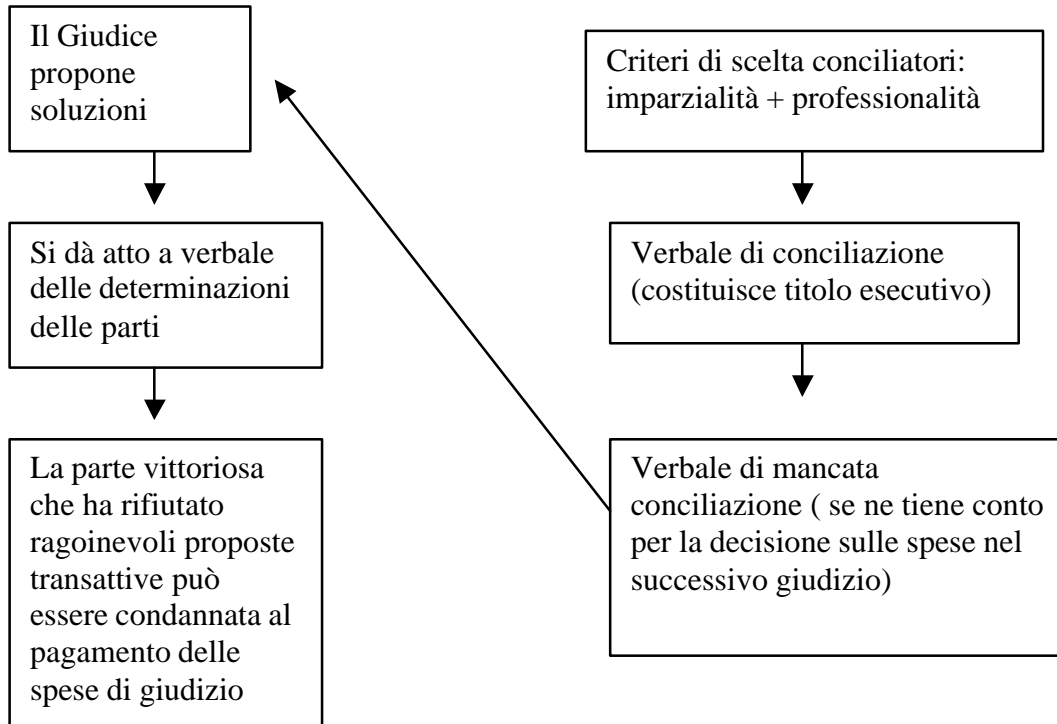 Il Giudice
propone
soluzioni
Si dà atto a verbale
delle determinazioni
delle parti
La parte vittoriosa
che ha rifiutato
ragoinevoli proposte
transattive può
essere condannata al
pagamento delle
spese di giudizio
Criteri di scelta conciliatori:
imparzialità + professionalità
Verbale di conciliazione
(costituisce titolo esecutivo)
Verbale di mancata
conciliazione ( se ne tiene conto
per la decisione sulle spese nel
successivo giudizio)